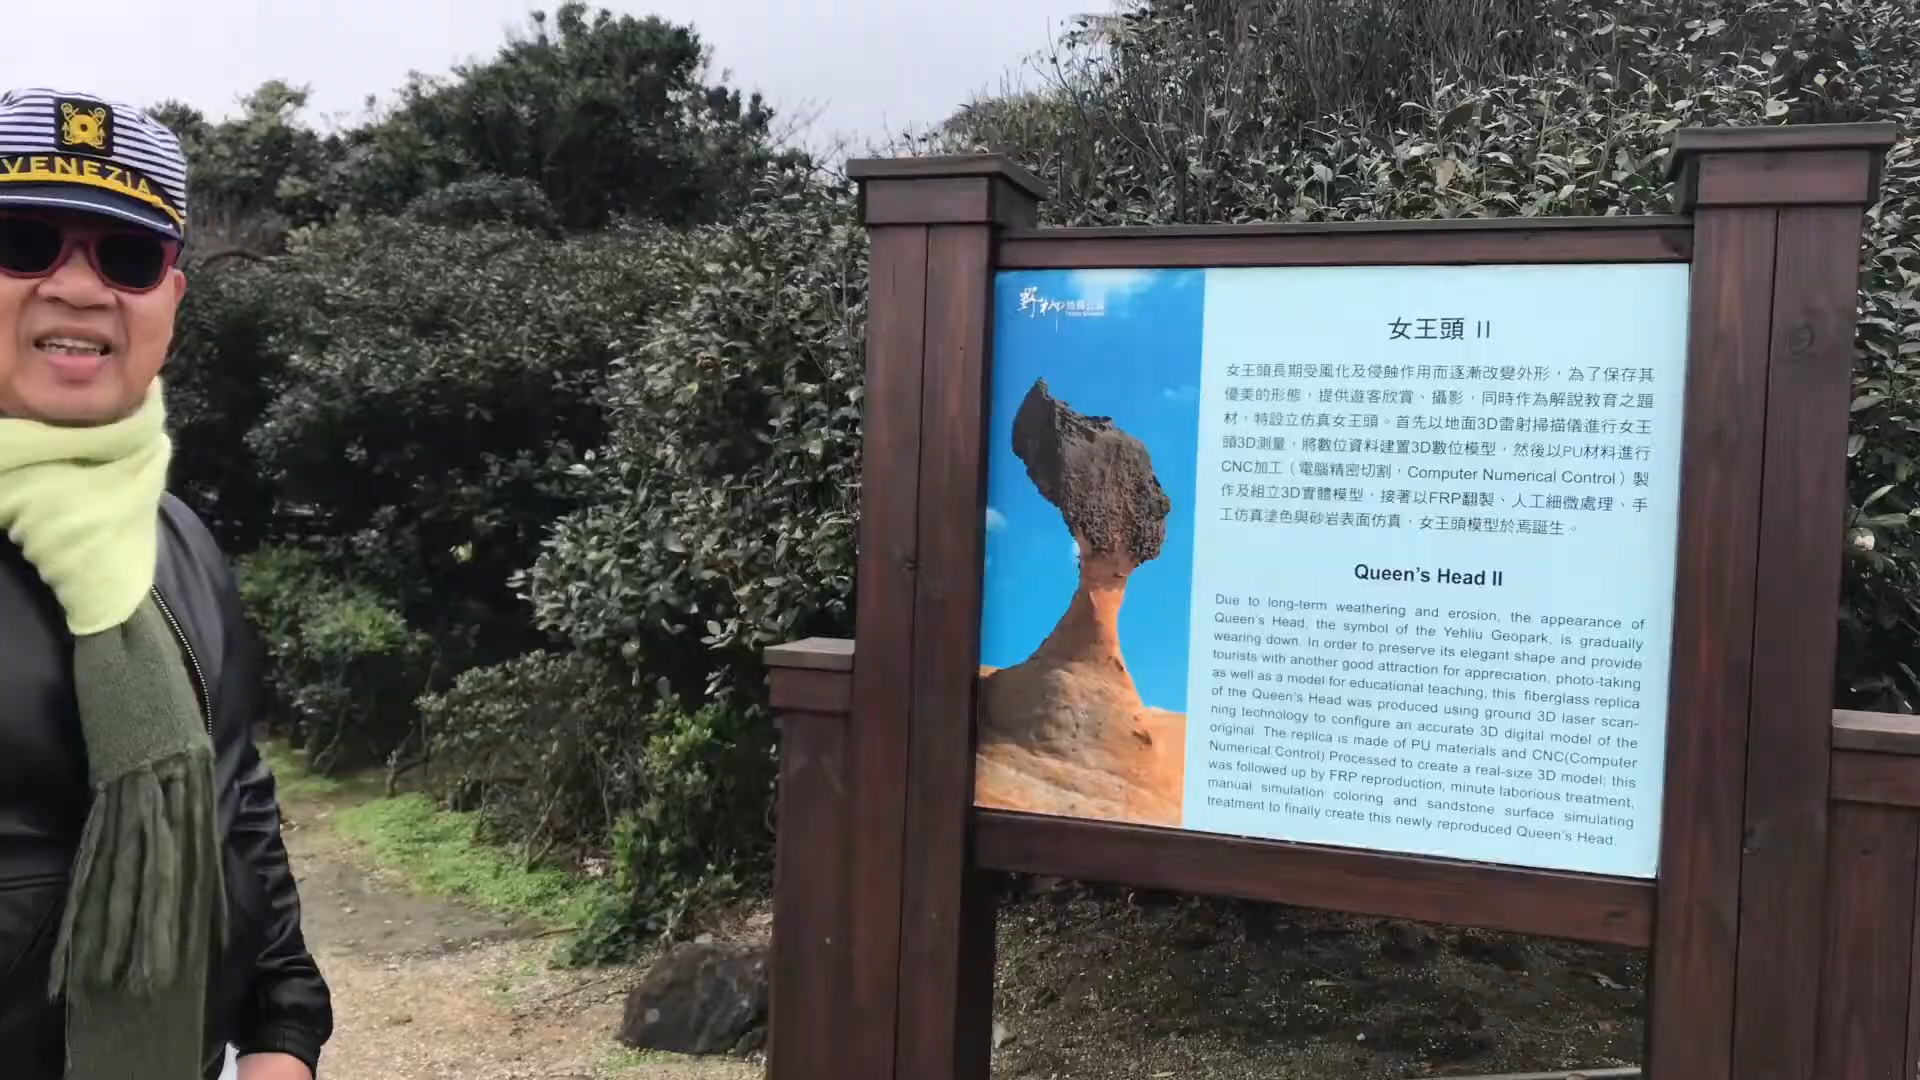 VENEZIA
野柳 地質公園
女王頭 II
女王頭長期受風化及侵蝕作用而逐漸改變外形，為了保存其
優美的形態，提供遊客欣賞、攝影，同時作為解說教育之題
材，特設立仿真女王頭。首先以地面3D雷射掃描儀進行女王
頭3D測量，將數位資料建置3D數位模型，然後以PU材料進行
CNC加工（電腦精密切割，Computer Numerical Control）製
作及組立3D實體模型，接著以FRP翻製、人工細微處理、手
工仿真塗色與砂岩表面仿真，女王頭模型於焉誕生。
Queen's Head II
Due to long-term weathering and erosion, the appearance of
Queen's Head, the symbol of the Yehliu Geopark, is gradually
wearing down. In order to preserve its elegant shape and provide
tourists with another good attraction for appreciation, photo-taking
as well as a model for educational teaching, this fiberglass replica
of the Queen's Head was produced using ground 3D laser scan-
ning technology to configure an accurate 3D digital model of the
original. The replica is made of PU materials and CNC(Computer
Numerical Control) Processed to create a real-size 3D model; this
was followed up by FRP reproduction, minute laborious treatment,
manual simulation coloring and sandstone surface simulating
treatment to finally create this newly reproduced Queen's Head.